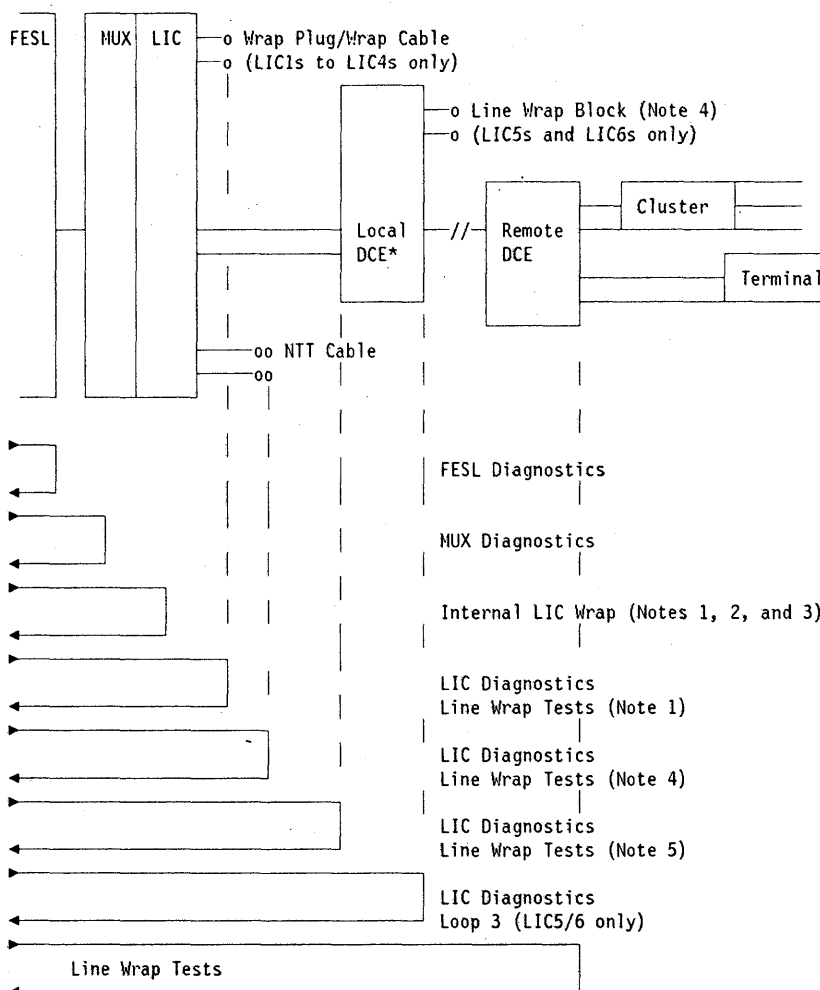 FESL
MUX
LIC
o Wrap Plug/Wrap Cable
o (LIC1s to LIC4s only)
o Line Wrap Block (Note 4)
o (LIC5s and LIC6s only)
Cluster
Local
DCE*
//
Remote
DCE
Terminal
oo NTT Cable
oo
FESL Diagnostics
MUX Diagnostics
Internal LIC Wrap (Notes 1, 2, and 3)
LIC Diagnostics
Line Wrap Tests (Note 1)
LIC Diagnostics
Line Wrap Tests (Note 4)
LIC Diagnostics
Line Wrap Tests (Note 5)
LIC Diagnostics
Loop 3 (LIC5/6 only)
Line Wrap Tests